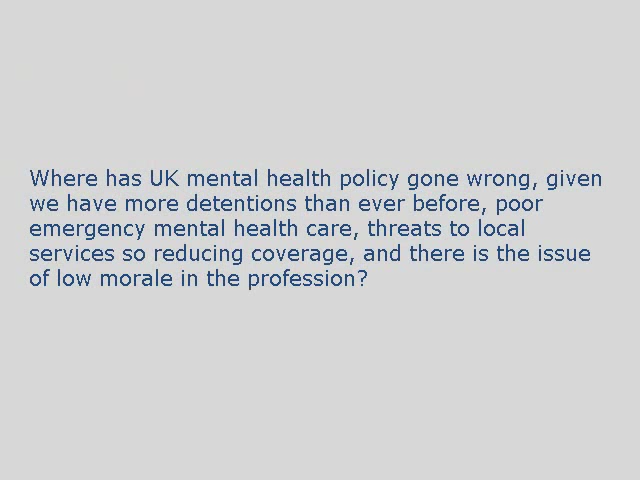 Where has UK mental health policy gone wrong, given
we have more detentions than ever before, poor
emergency mental health care, threats to local
services so reducing coverage, and there is the issue
of low morale in the profession?